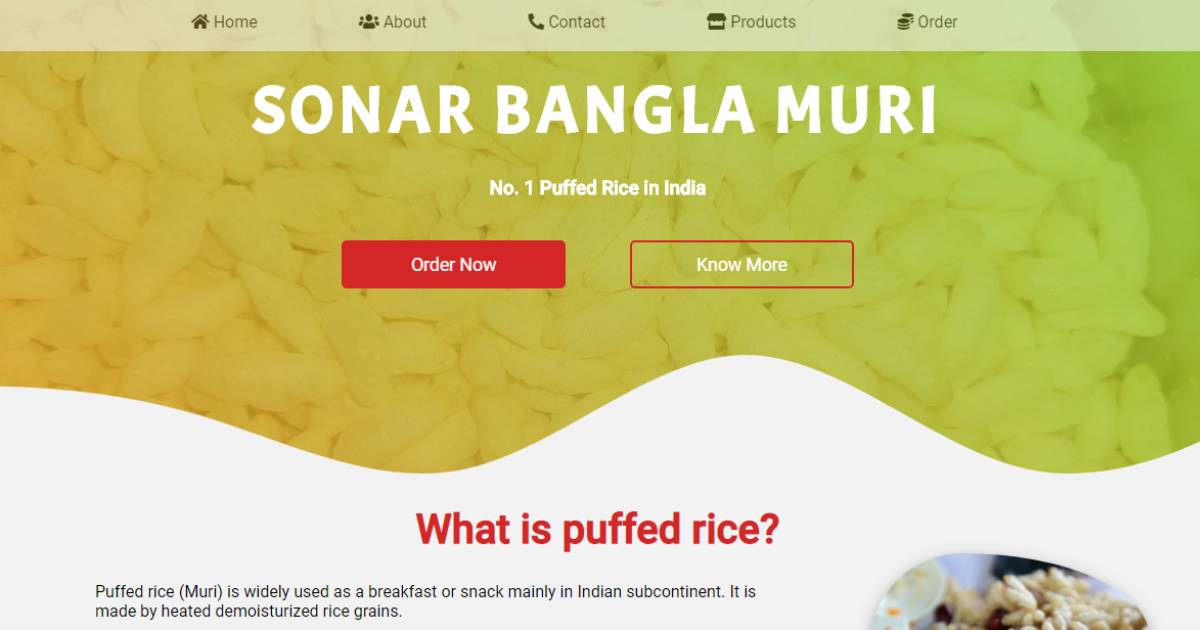 Home About Contact Products Order
SONAR BANGLA MURI
No. 1 Puffed Rice in India
Order Now Know More
What is puffed rice?
Puffed rice (Muri) is widely used as a breakfast or snack mainly in Indian subcontinent. It is
made by heated demoisturized rice grains.